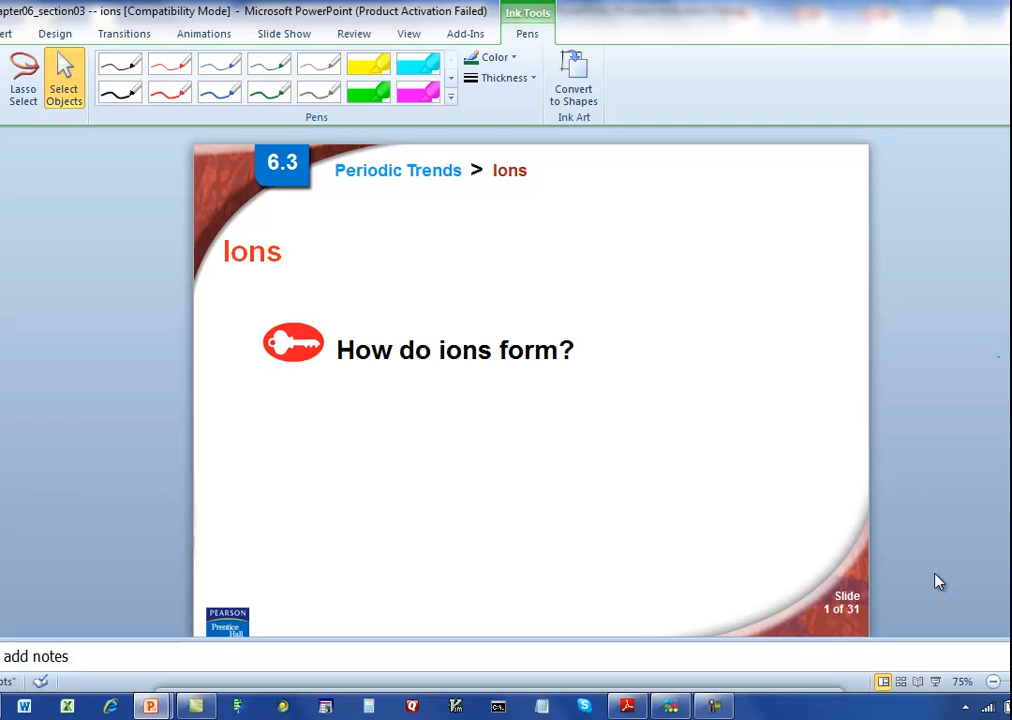 apter06_section03 -- ions [Compatibility Mode] - Microsoft PowerPoint (Product Activation Failed)
Ink Tools
ert Design Transitions Animations Slide Show Review View Add-Ins Pens
Lasso Select
Select Objects
Color
Thickness
Convert to Shapes
Pens
Ink Art
6.3
Periodic Trends > Ions
Ions
How do ions form?
Slide
1 of 31
PEARSON
Prentice
Hall
add notes
ots"
75%